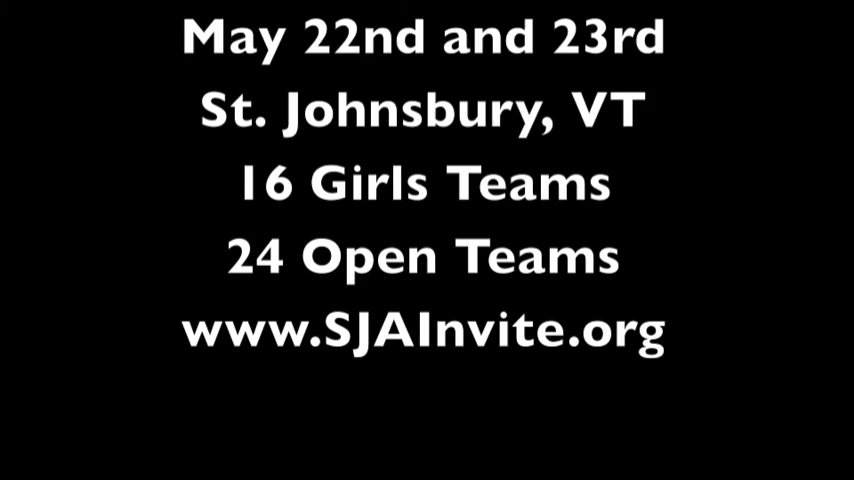 May 22nd and 23rd
St. Johnsbury, VT
16 Girls Teams
24 Open Teams
www.SJAInvite.org